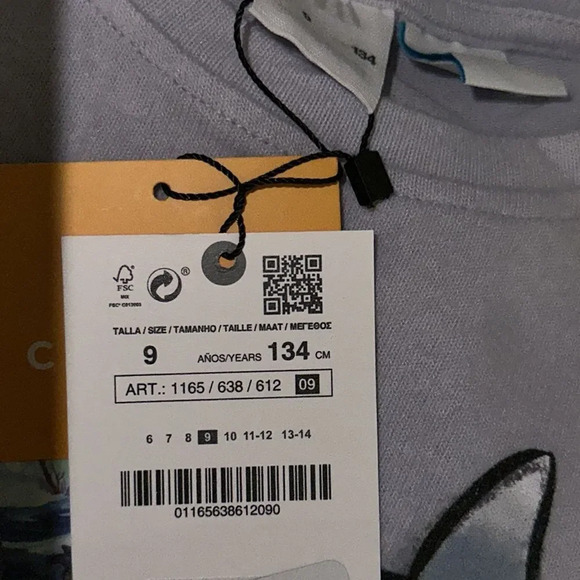 9
134
FSC
MIX
®
TALLA / SIZE / TAMANHO / TAILLE / MAAT / ΜΕΓΕΘΟΣ
9 AÑOS/YEARS 134 CM
C
ART.: 1165 / 638 / 612 09
6 7 8 9 10 11-12 13-14
01165638612090